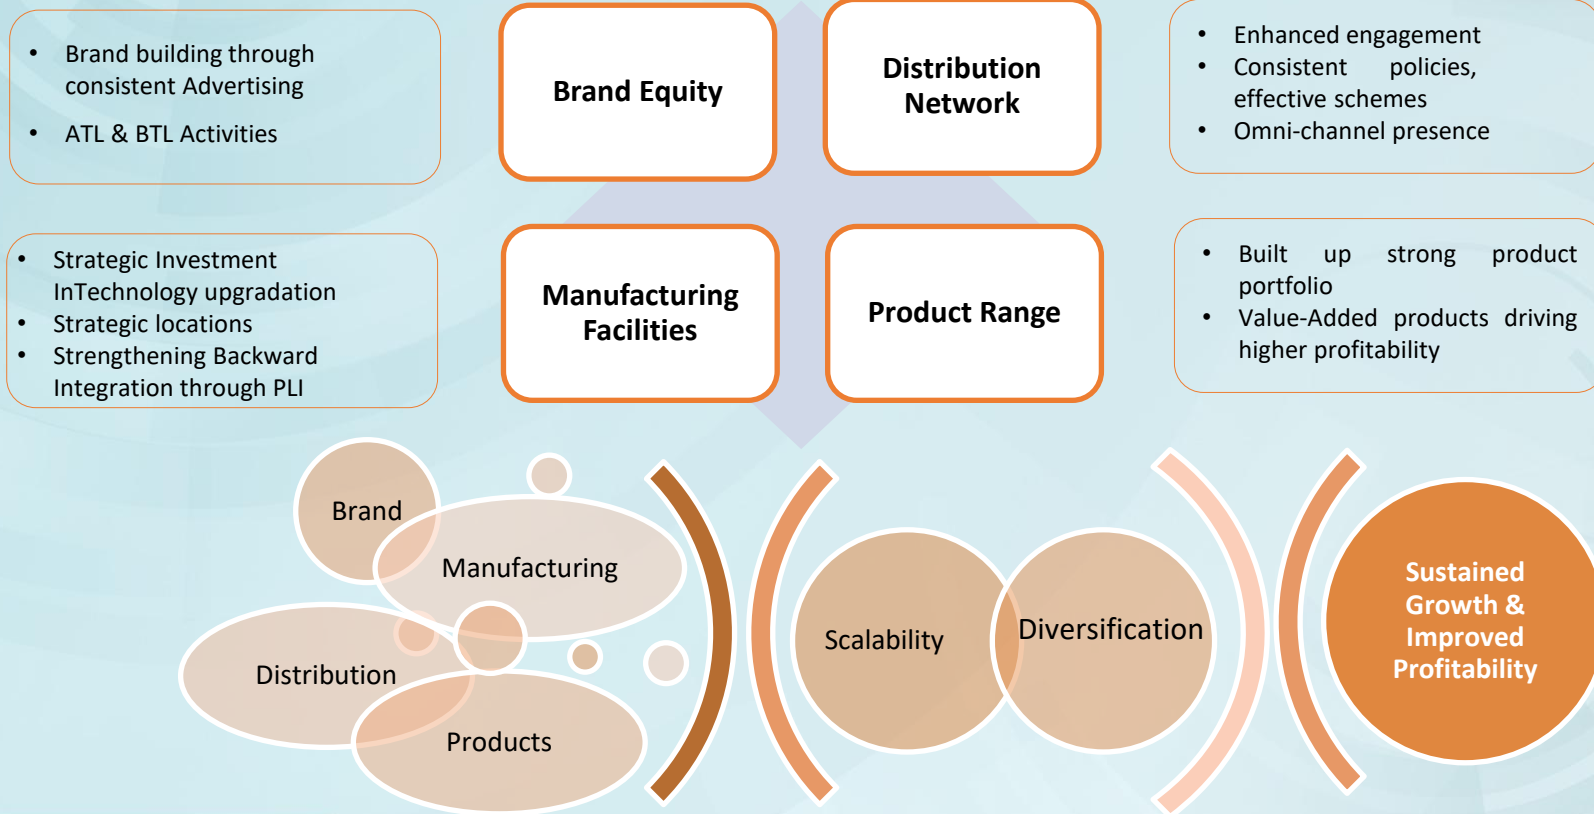 • Brand building through
consistent Advertising
• ATL & BTL Activities
Brand Equity
Distribution
Network
• Enhanced engagement
• Consistent policies,
effective schemes
• Omni-channel presence
• Strategic Investment
InTechnology upgradation
• Strategic locations
• Strengthening Backward
Integration through PLI
Manufacturing
Facilities
Product Range
• Built up strong product
portfolio
• Value-Added products driving
higher profitability
Brand
Manufacturing
Distribution
Products
Scalability
Diversification
Sustained
Growth &
Improved
Profitability